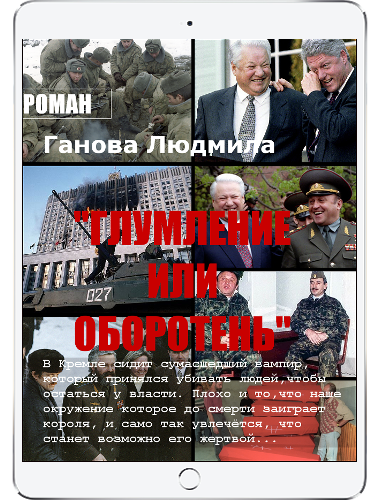 РОМАН
Ганова Людмила
"ГЛУМЛЕНИЕ
ИЛИ
027
ОБОРОТЕНЬ"
В Кремле сидит сумасшедший вампир,
который принялся убивать людей,чтобы
остаться у власти. Плохо и то,что наше
окружение которое до смерти заиграет
короля, и само так увлечётся, что
станет возможно его жертвой...